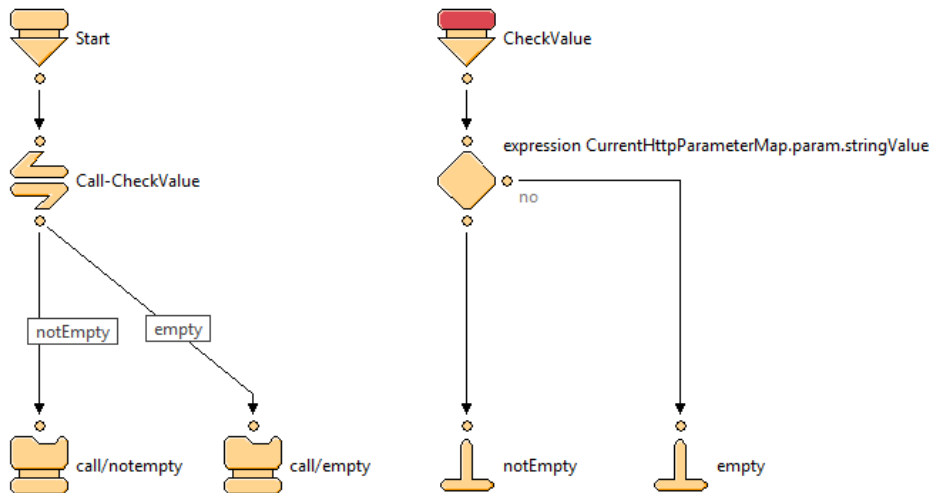 Start
Call-CheckValue
notEmpty
empty
call/notempty
call/empty
CheckValue
expression CurrentHttpParameterMap.param.stringValue
no
notEmpty
empty